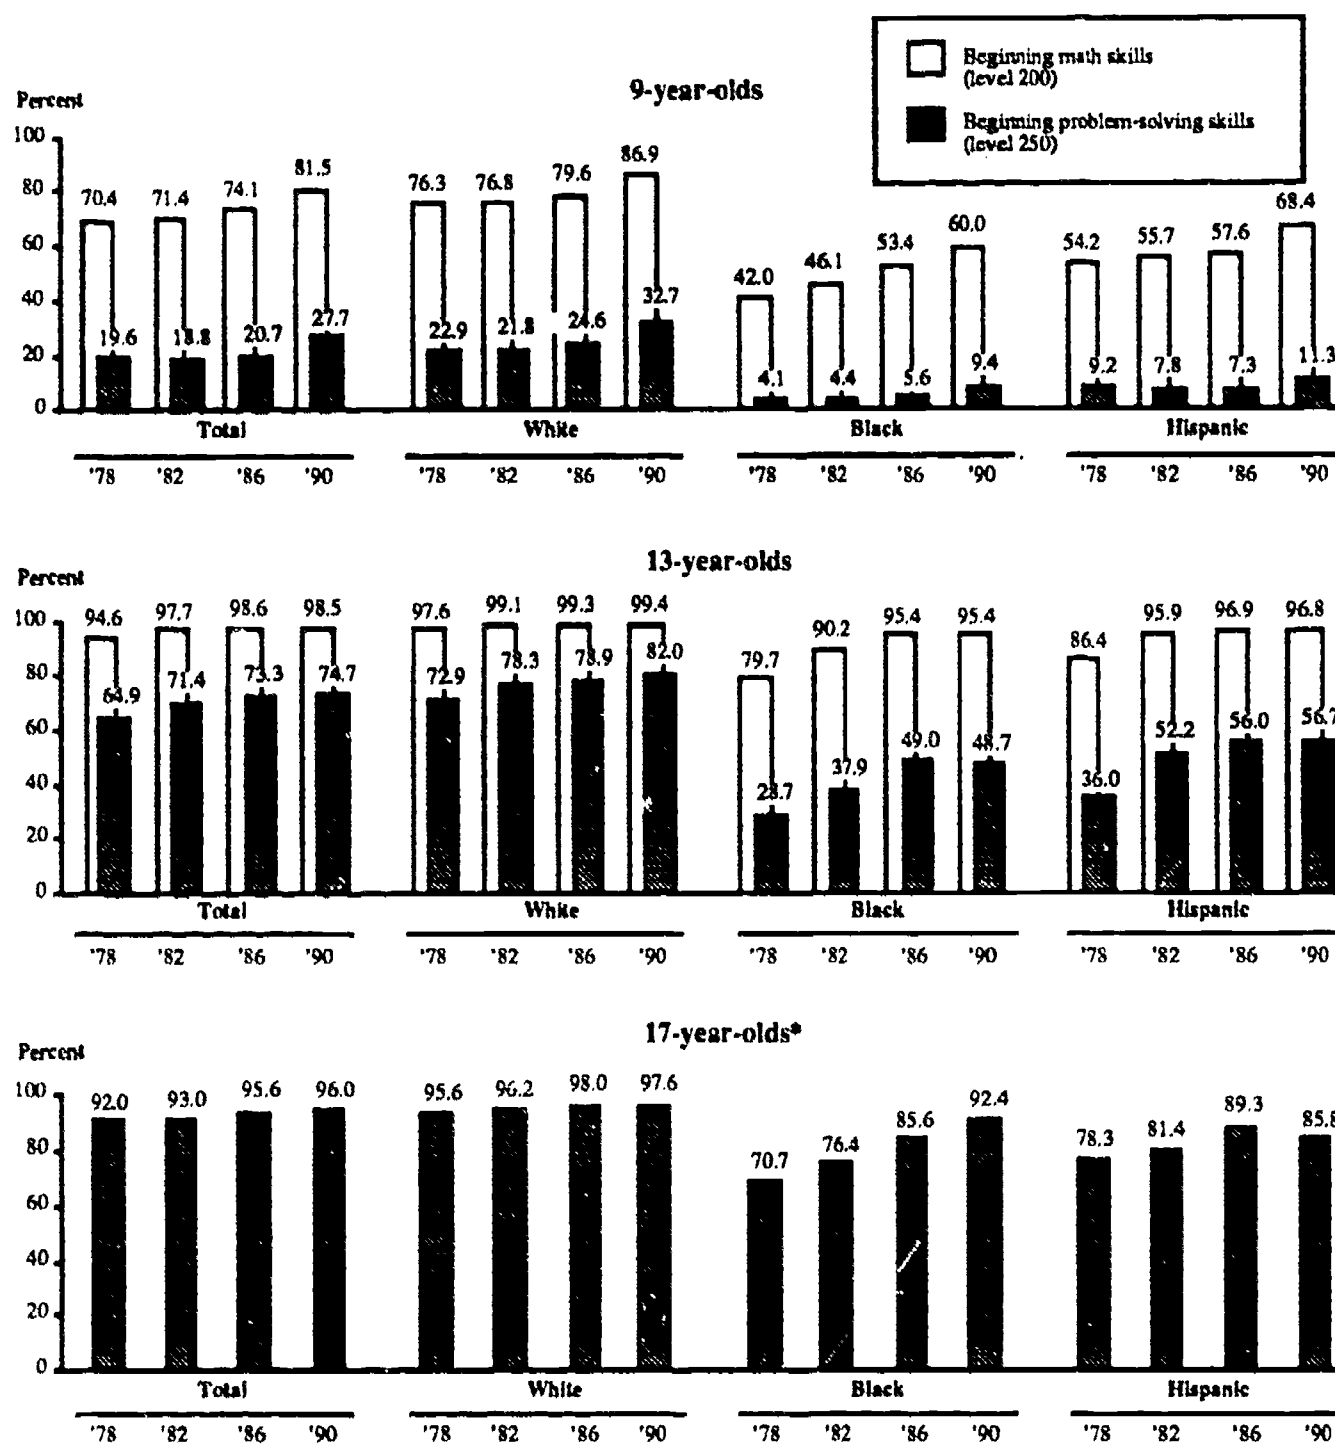 Beginning math skills
(level 200)
Beginning problem-solving skills
(level 250)
9-year-olds
Percent
100
80
60
40
20
0
70.4 71.4 74.1 81.5 76.3 76.8 79.6 86.9 42.0 46.1 53.4 60.0 54.2 55.7 57.6 68.4
19.6 18.8 20.7 27.7 22.9 21.8 24.6 32.7 4.1 4.4 5.6 9.4 9.2 7.8 7.3 11.3
Total White Black Hispanic
'78 '82 '86 '90 '78 '82 '86 '90 '78 '82 '86 '90 '78 '82 '86 '90
13-year-olds
Percent
100
80
60
40
20
0
94.6 97.7 98.6 98.5 97.6 99.1 99.3 99.4 79.7 90.2 95.4 95.4 86.4 95.9 96.9 96.8
64.9 71.4 73.3 74.7 72.9 78.3 78.9 82.0 28.7 37.9 49.0 48.7 36.0 52.2 56.0 56.7
Total White Black Hispanic
'78 '82 '86 '90 '78 '82 '86 '90 '78 '82 '86 '90 '78 '82 '86 '90
17-year-olds*
Percent
100
80
60
40
20
0
92.0 93.0 95.6 96.0 95.6 96.2 98.0 97.6 70.7 76.4 85.6 92.4 78.3 81.4 89.3 85.8
Total White Black Hispanic
'78 '82 '86 '90 '78 '82 '86 '90 '78 '82 '86 '90 '78 '82 '86 '90